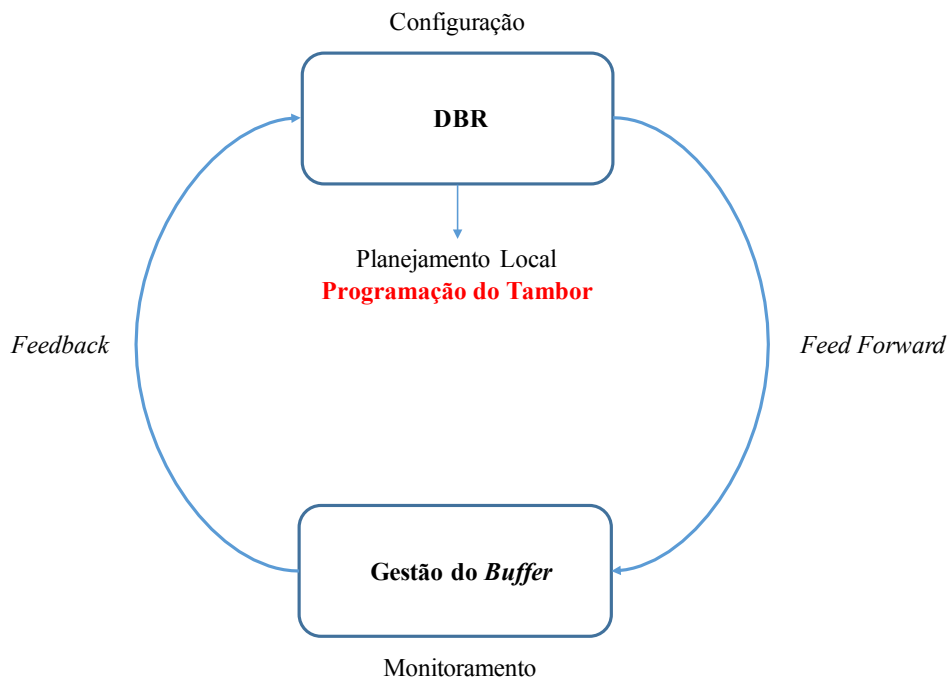 Configuração
DBR
Planejamento Local
Programação do Tambor
Feedback
Feed Forward
Gestão do Buffer
Monitoramento